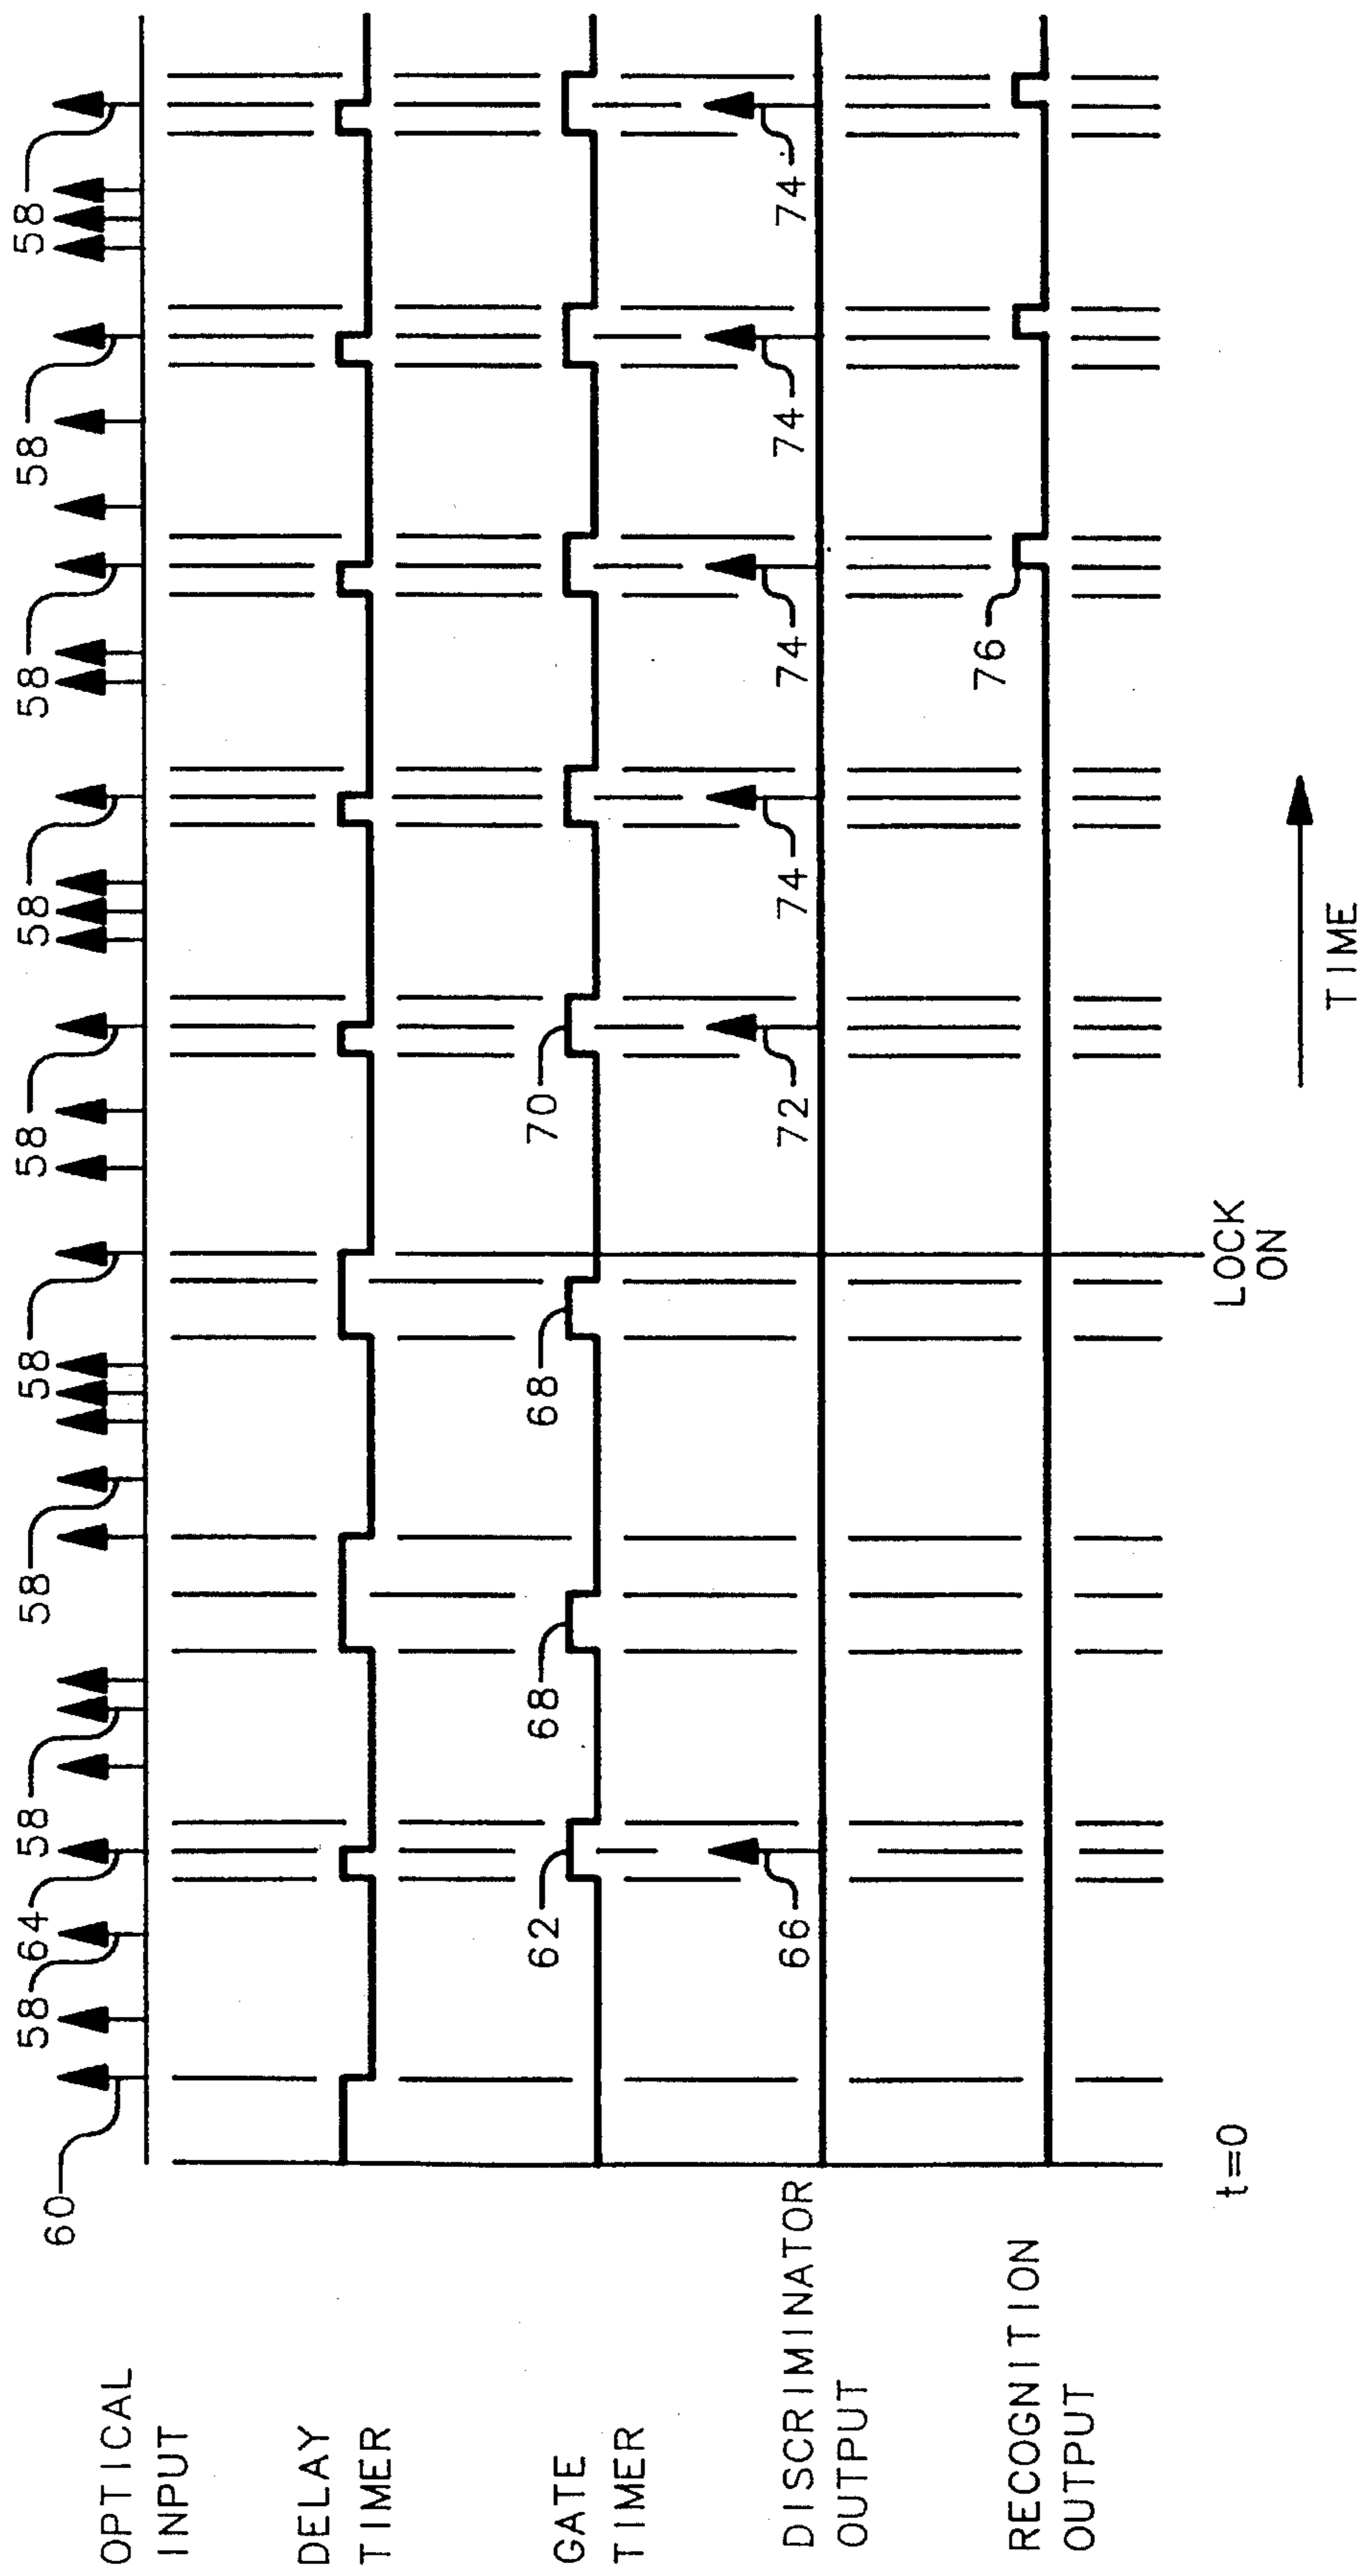 60 58 64 58 58 58 58 58 58 58 58
OPTICAL
INPUT
DELAY
TIMER
62 68 68 70
GATE
TIMER
66 72 74 74 74 74
DISCRIMINATOR
OUTPUT
76
RECOGNITION
OUTPUT
t=0
LOCK
ON
TIME